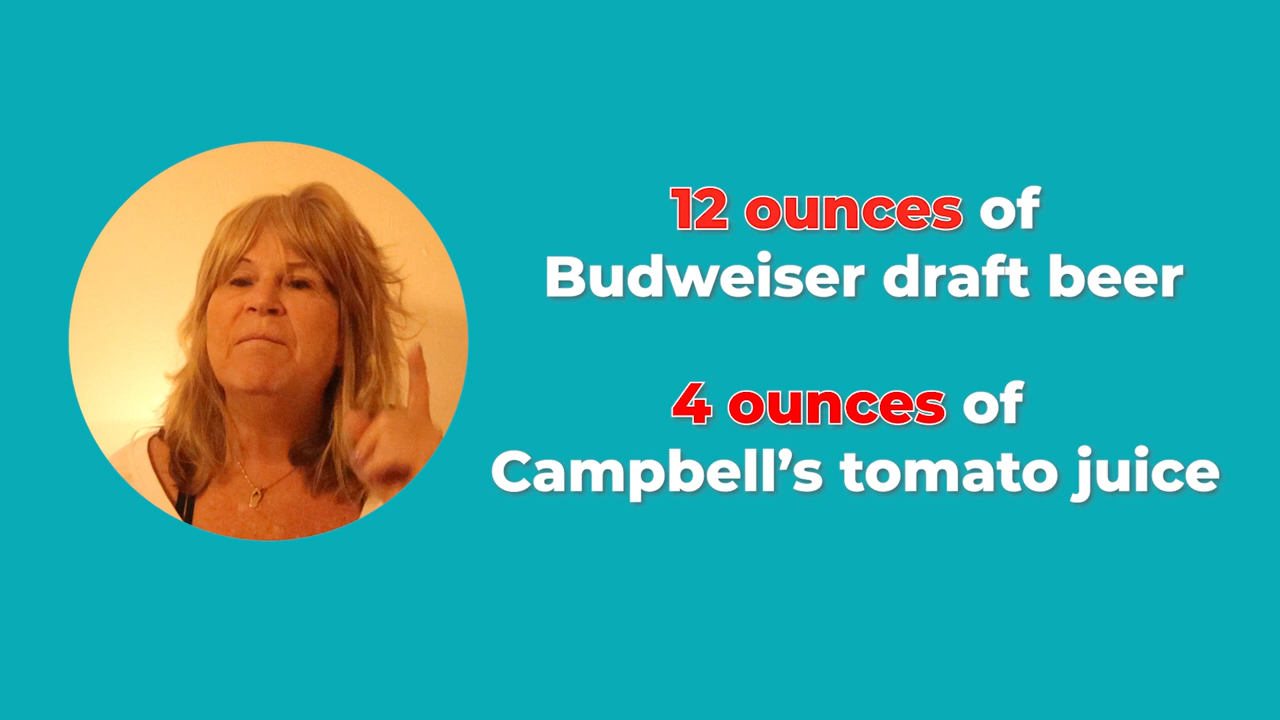 12 ounces of
Budweiser draft beer
4 ounces of
Campbell’s tomato juice